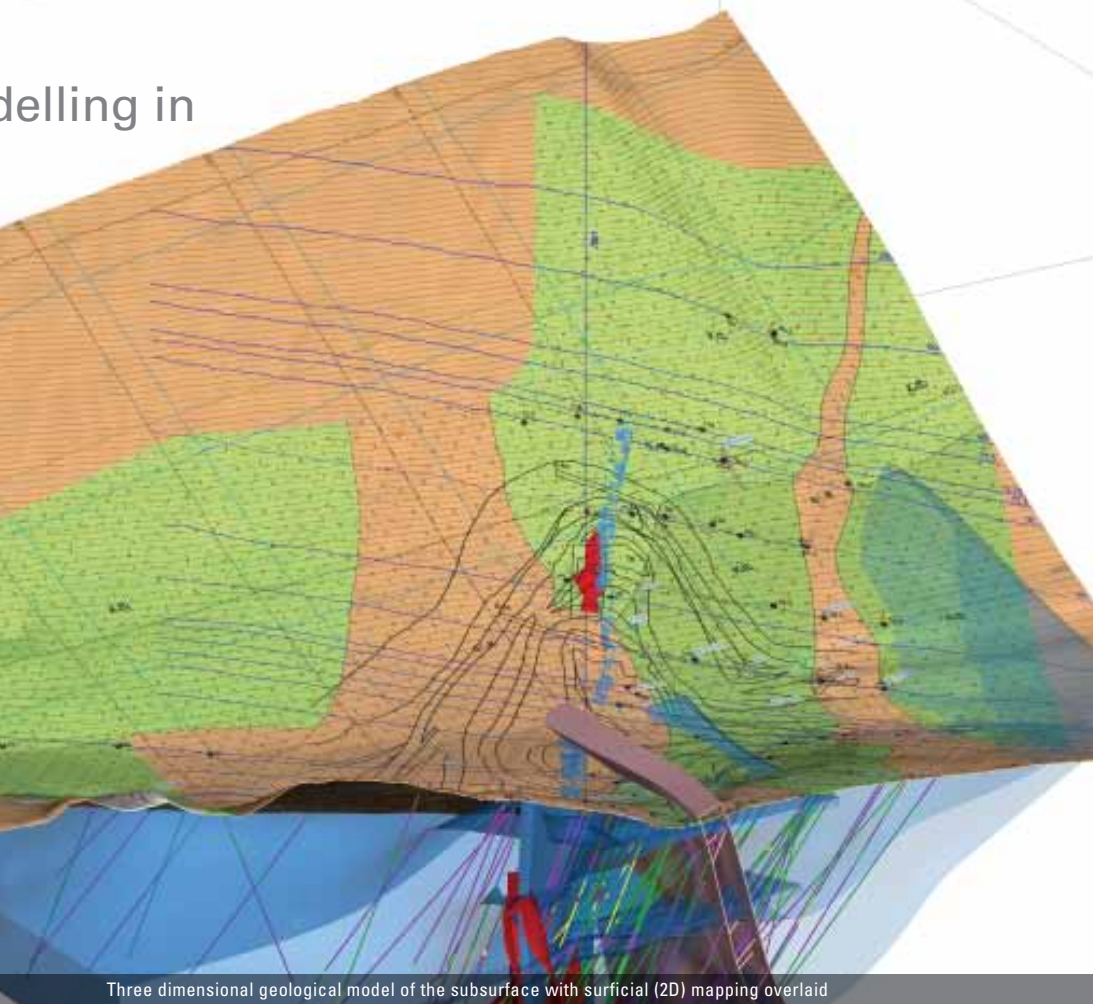 delling in
Three dimensional geological model of the subsurface with surficial (2D) mapping overlaid